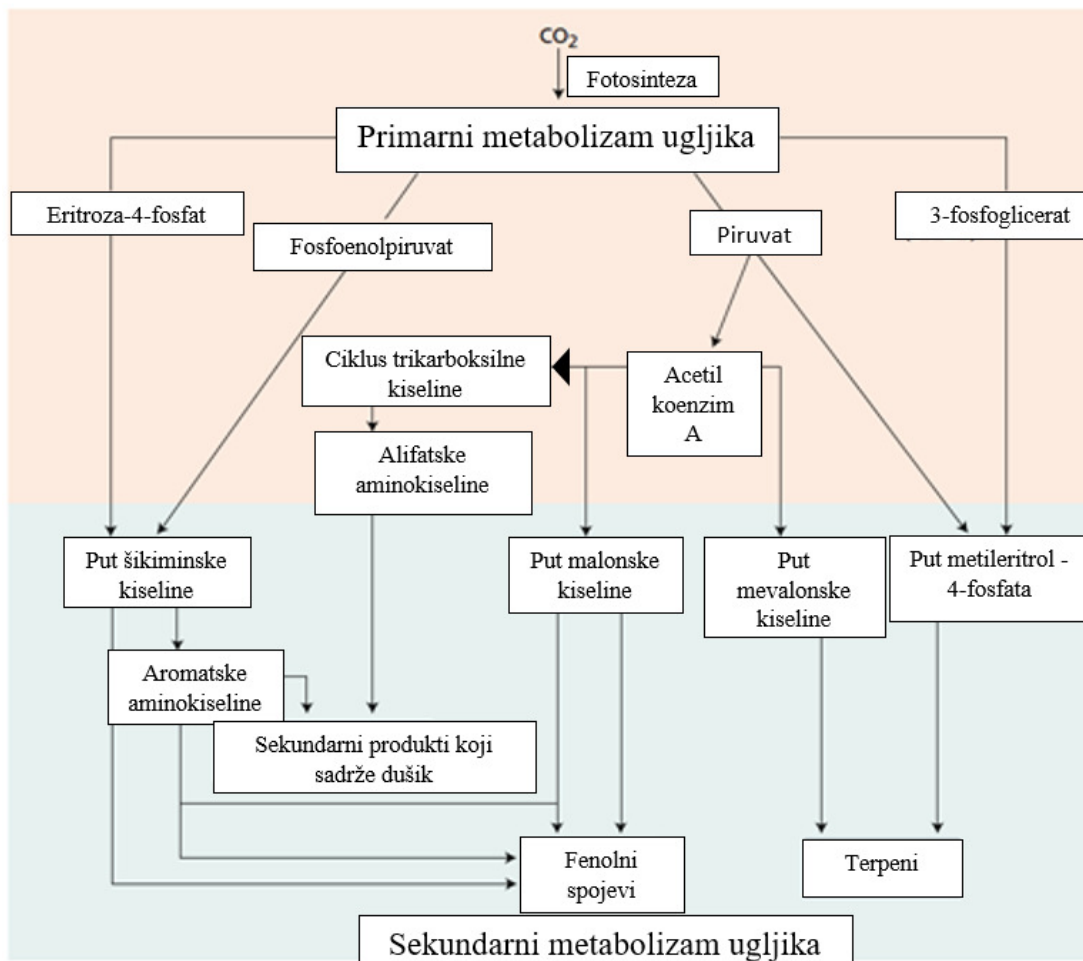 CO₂
Fotosinteza
Primarni metabolizam ugljika
Eritroza-4-fosfat
Fosfoenolpiruvat
Piruvat
3-fosfoglicerat
Ciklus trikarboksilne
kiseline
Acetil
koenzim
A
Alifatske
aminokiseline
Put šikiminske
kiseline
Put malonske
kiseline
Put
mevalonske
kiseline
Put metileritrol -
4-fosfata
Aromatske
aminokiseline
Sekundarni produkti koji
sadrže dušik
Fenolni
spojevi
Terpeni
Sekundarni metabolizam ugljika